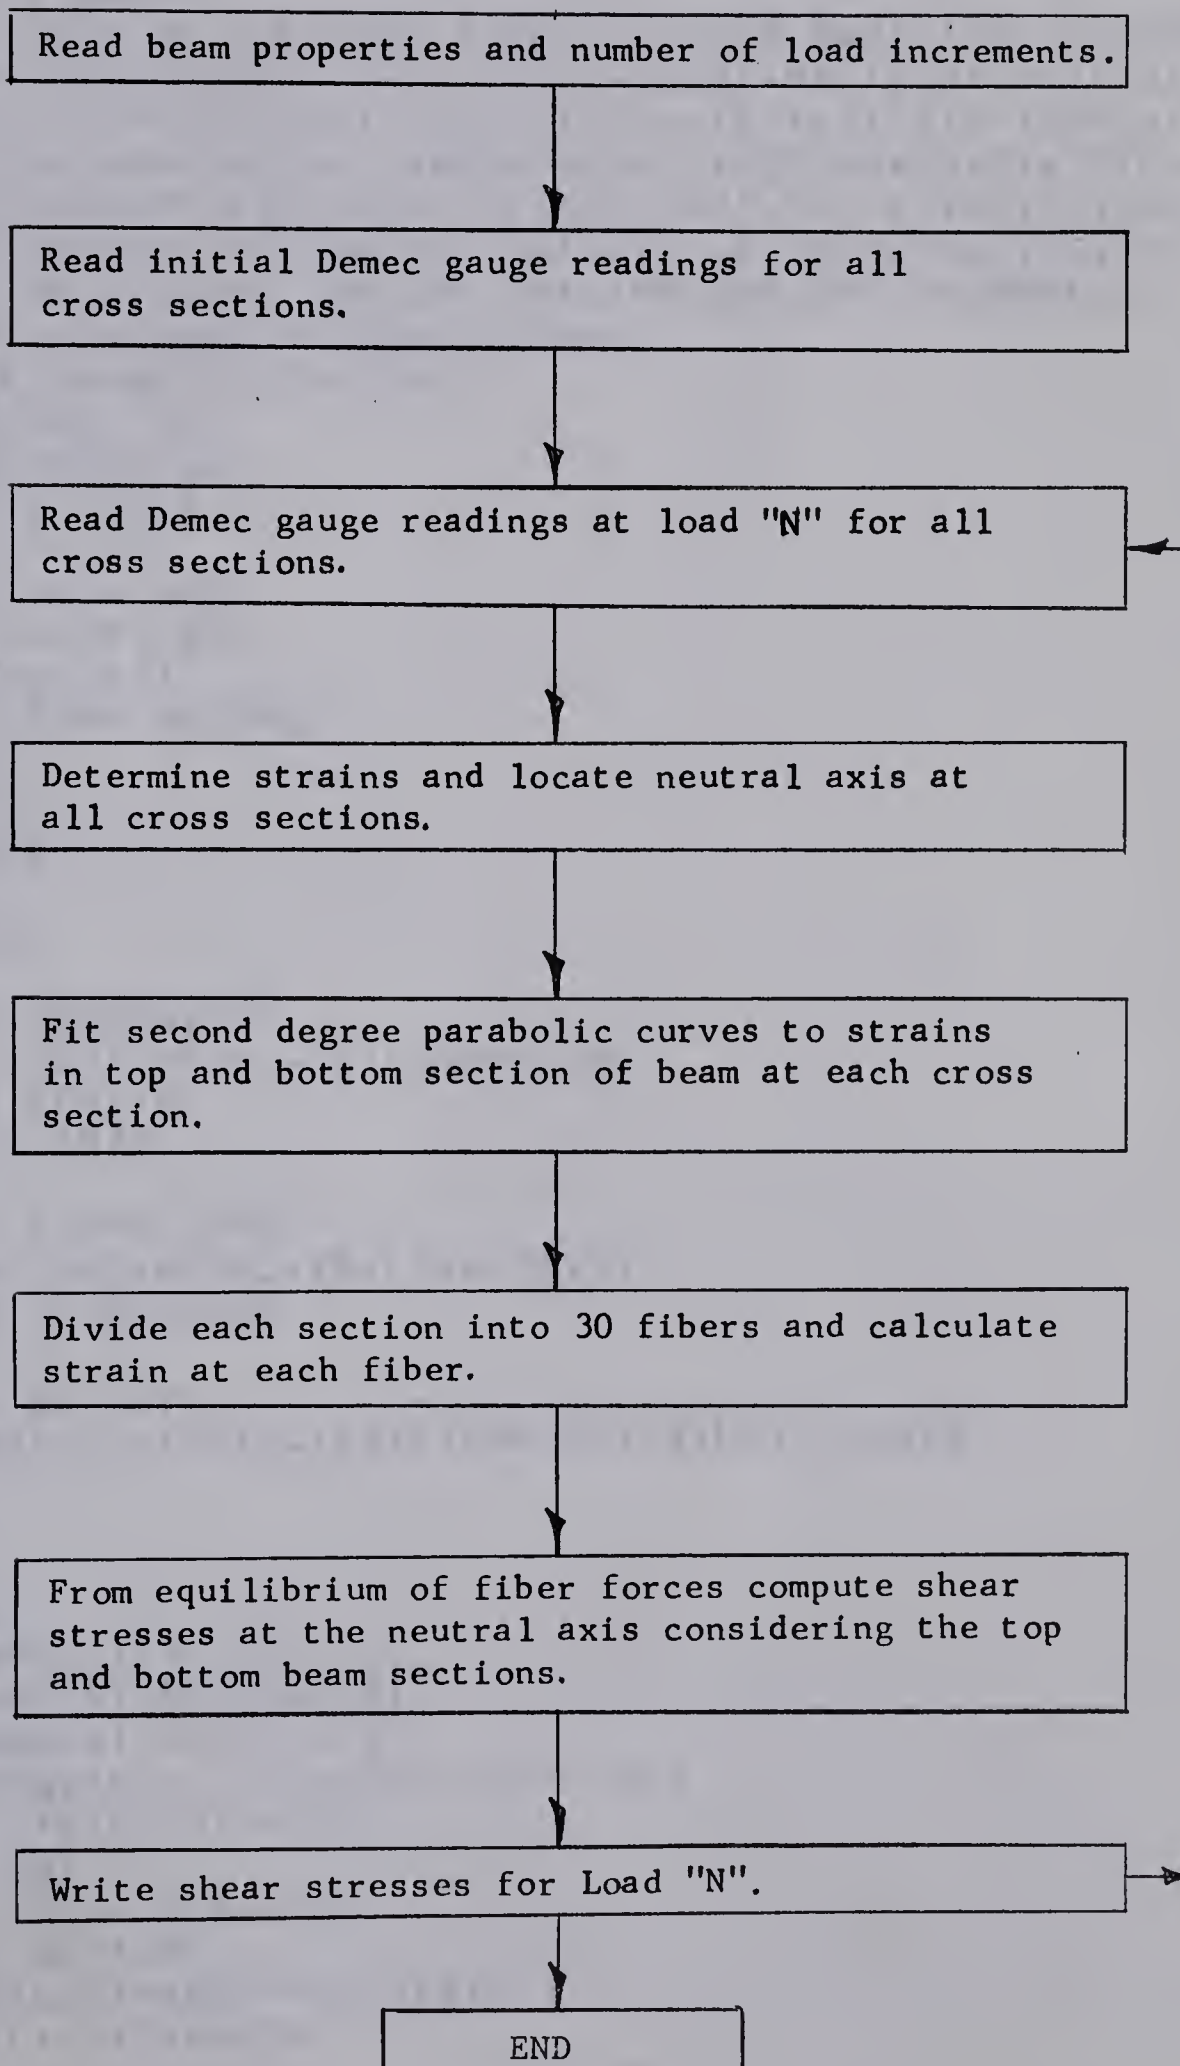 Read beam properties and number of load increments.
Read initial Demec gauge readings for all
cross sections.
Read Demec gauge readings at load "N" for all
cross sections.
Determine strains and locate neutral axis at
all cross sections.
Fit second degree parabolic curves to strains
in top and bottom section of beam at each cross
section.
Divide each section into 30 fibers and calculate
strain at each fiber.
From equilibrium of fiber forces compute shear
stresses at the neutral axis considering the top
and bottom beam sections.
Write shear stresses for Load "N".
END